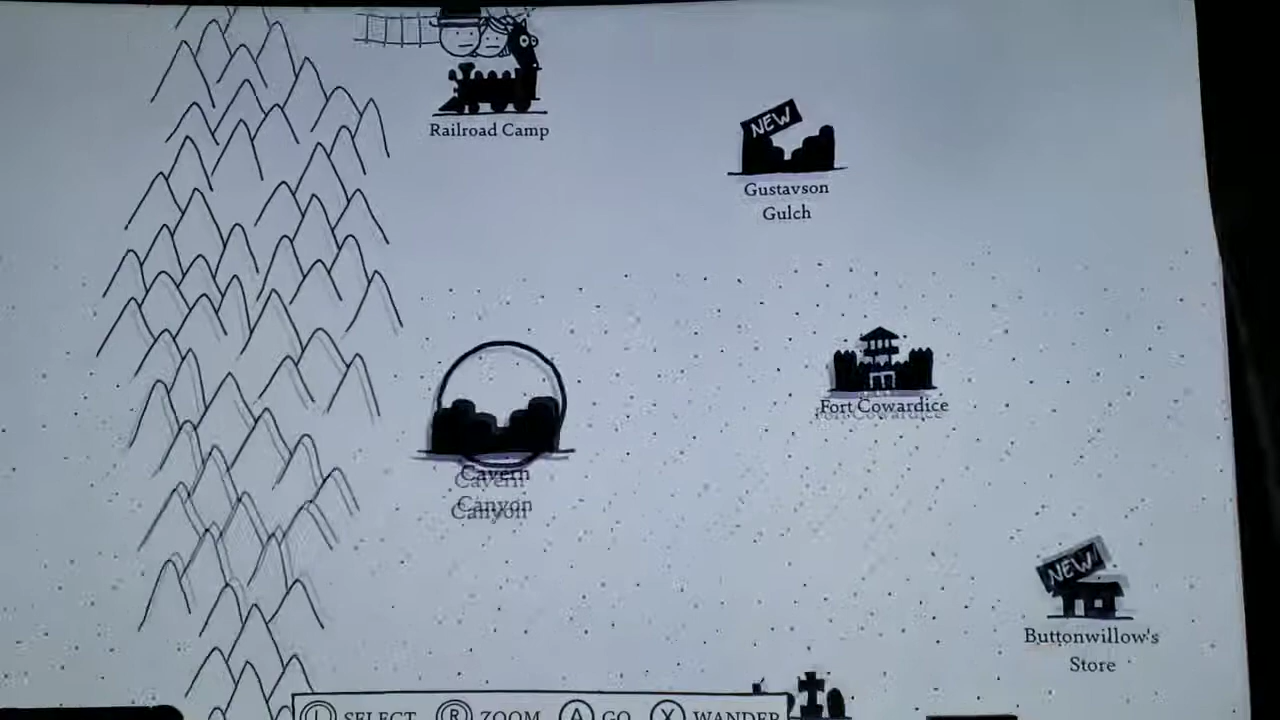 Railroad Camp
NEW
Gustavson
Gulch
Fort Cowardice
Cavern
Canyon
NEW
Buttonwillow's
Store
L SELECT R ZOOM A GO X WANDER